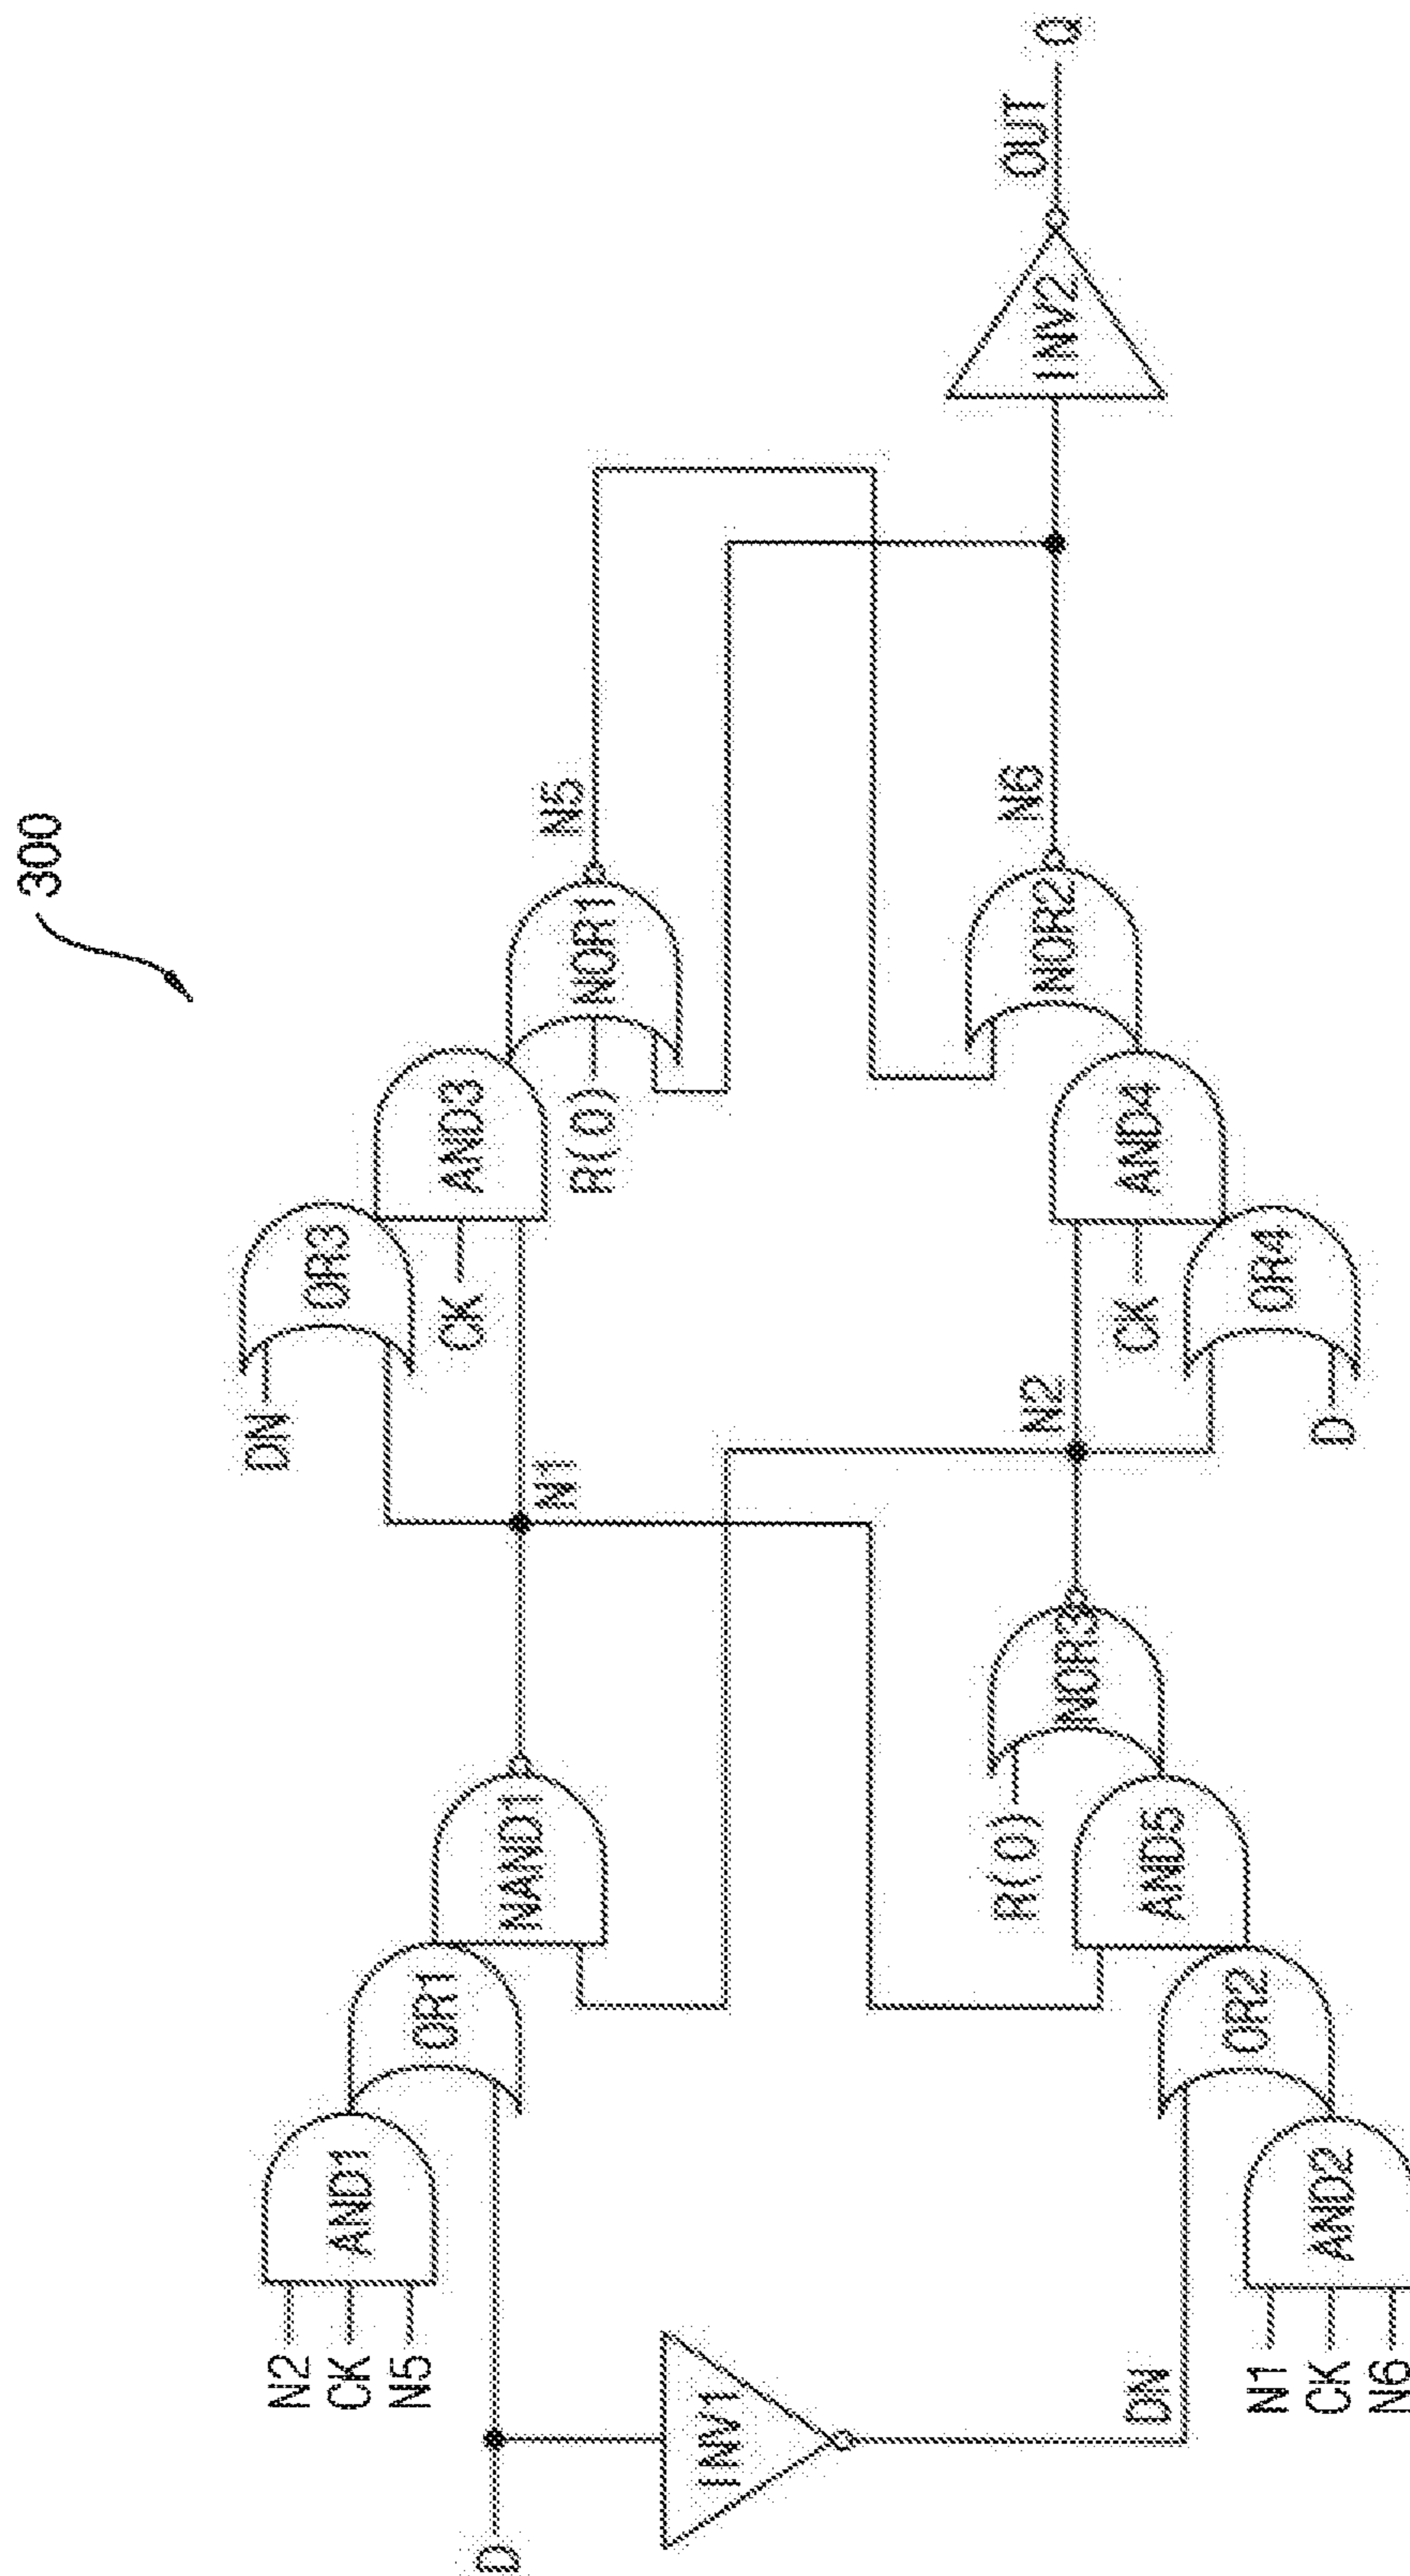 300
N2
CK
N5
AND1
OR1
NAND1
N1
DN
OR3
CK
AND3
R(0)
NOR1
N5
D
INV1
DN
N1
CK
N6
AND2
OR2
AND5
R(0)
NOR3
N2
CK
AND4
D
OR4
NOR2
N6
INV2
OUT
Q